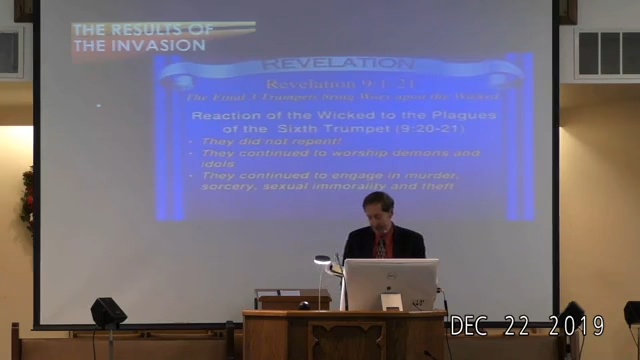 THE RESULTS OF
THE INVASION
REVELATION
Revelation 9:1-21
The Final 3 Trumpets bring Woes upon the Wicked
Reaction of the Wicked to the Plagues
of the Sixth Trumpet (9:20-21)
• They did not repent!
• They continued to worship demons and
idols
• They continued to engage in murder,
sorcery, sexual immorality and theft
DELL
DEC 22 2019